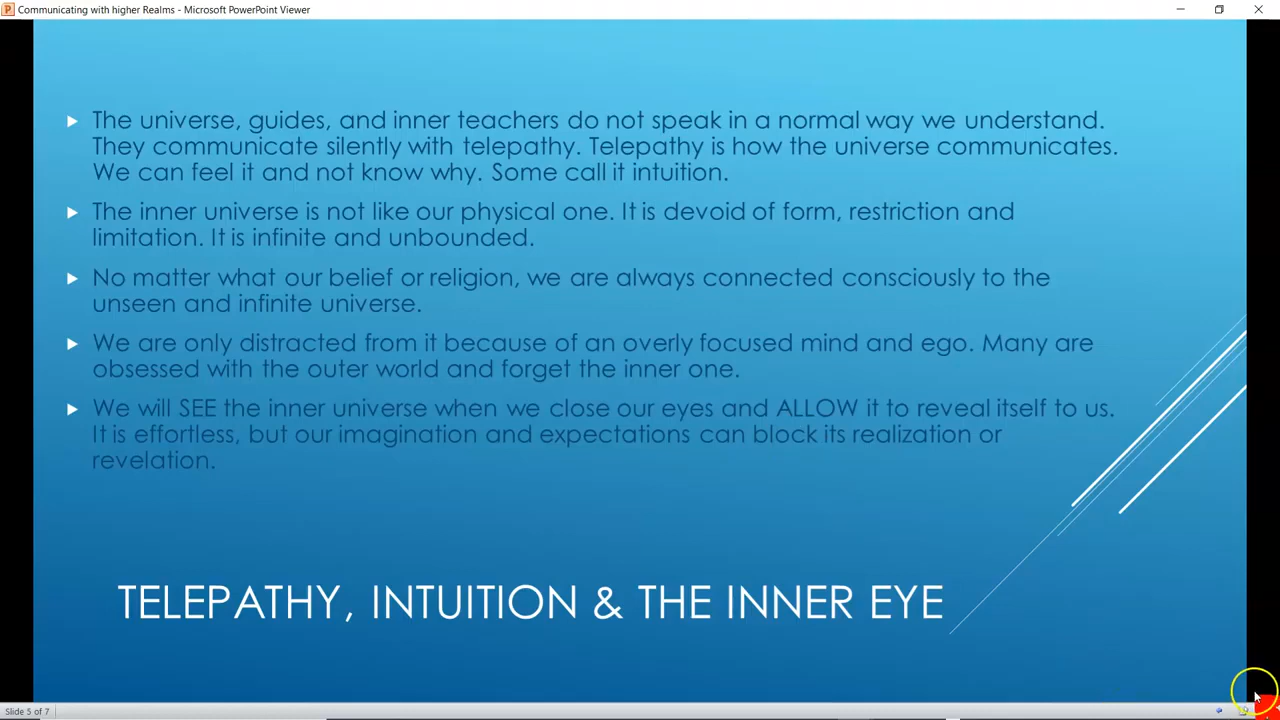 Communicating with higher Realms - Microsoft PowerPoint Viewer
The universe, guides, and inner teachers do not speak in a normal way we understand.
They communicate silently with telepathy. Telepathy is how the universe communicates.
We can feel it and not know why. Some call it intuition.
The inner universe is not like our physical one. It is devoid of form, restriction and
limitation. It is infinite and unbounded.
No matter what our belief or religion, we are always connected consciously to the
unseen and infinite universe.
We are only distracted from it because of an overly focused mind and ego. Many are
obsessed with the outer world and forget the inner one.
We will SEE the inner universe when we close our eyes and ALLOW it to reveal itself to us.
It is effortless, but our imagination and expectations can block its realization or
revelation.
TELEPATHY, INTUITION & THE INNER EYE
Slide 5 of 7